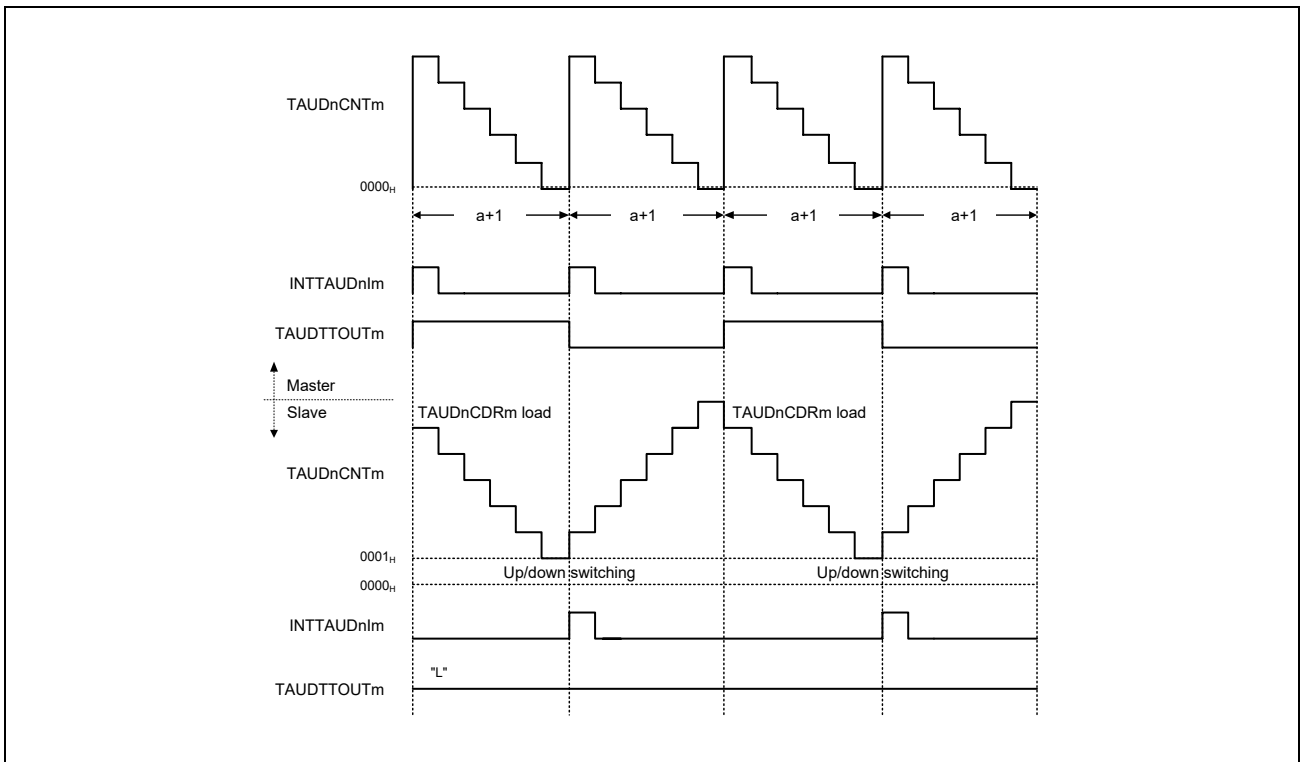 TAUDnCNTm
0000H
a+1 a+1 a+1 a+1
INTTAUDnIm
TAUDTTOUTm
Master
Slave
TAUDnCDRm load TAUDnCDRm load
TAUDnCNTm
0001H
Up/down switching Up/down switching
0000H
INTTAUDnIm
"L"
TAUDTTOUTm